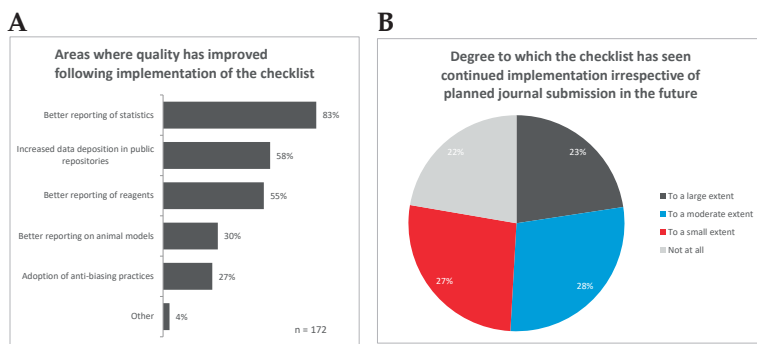 A
Areas where quality has improved
following implementation of the checklist
Better reporting of statistics
83%
Increased data deposition in public
repositories
58%
Better reporting of reagents
55%
Better reporting on animal models
30%
Adoption of anti-biasing practices
27%
Other
4%
n = 172
B
Degree to which the checklist has seen
continued implementation irrespective of
planned journal submission in the future
22%
23%
27%
28%
To a large extent
To a moderate extent
To a small extent
Not at all